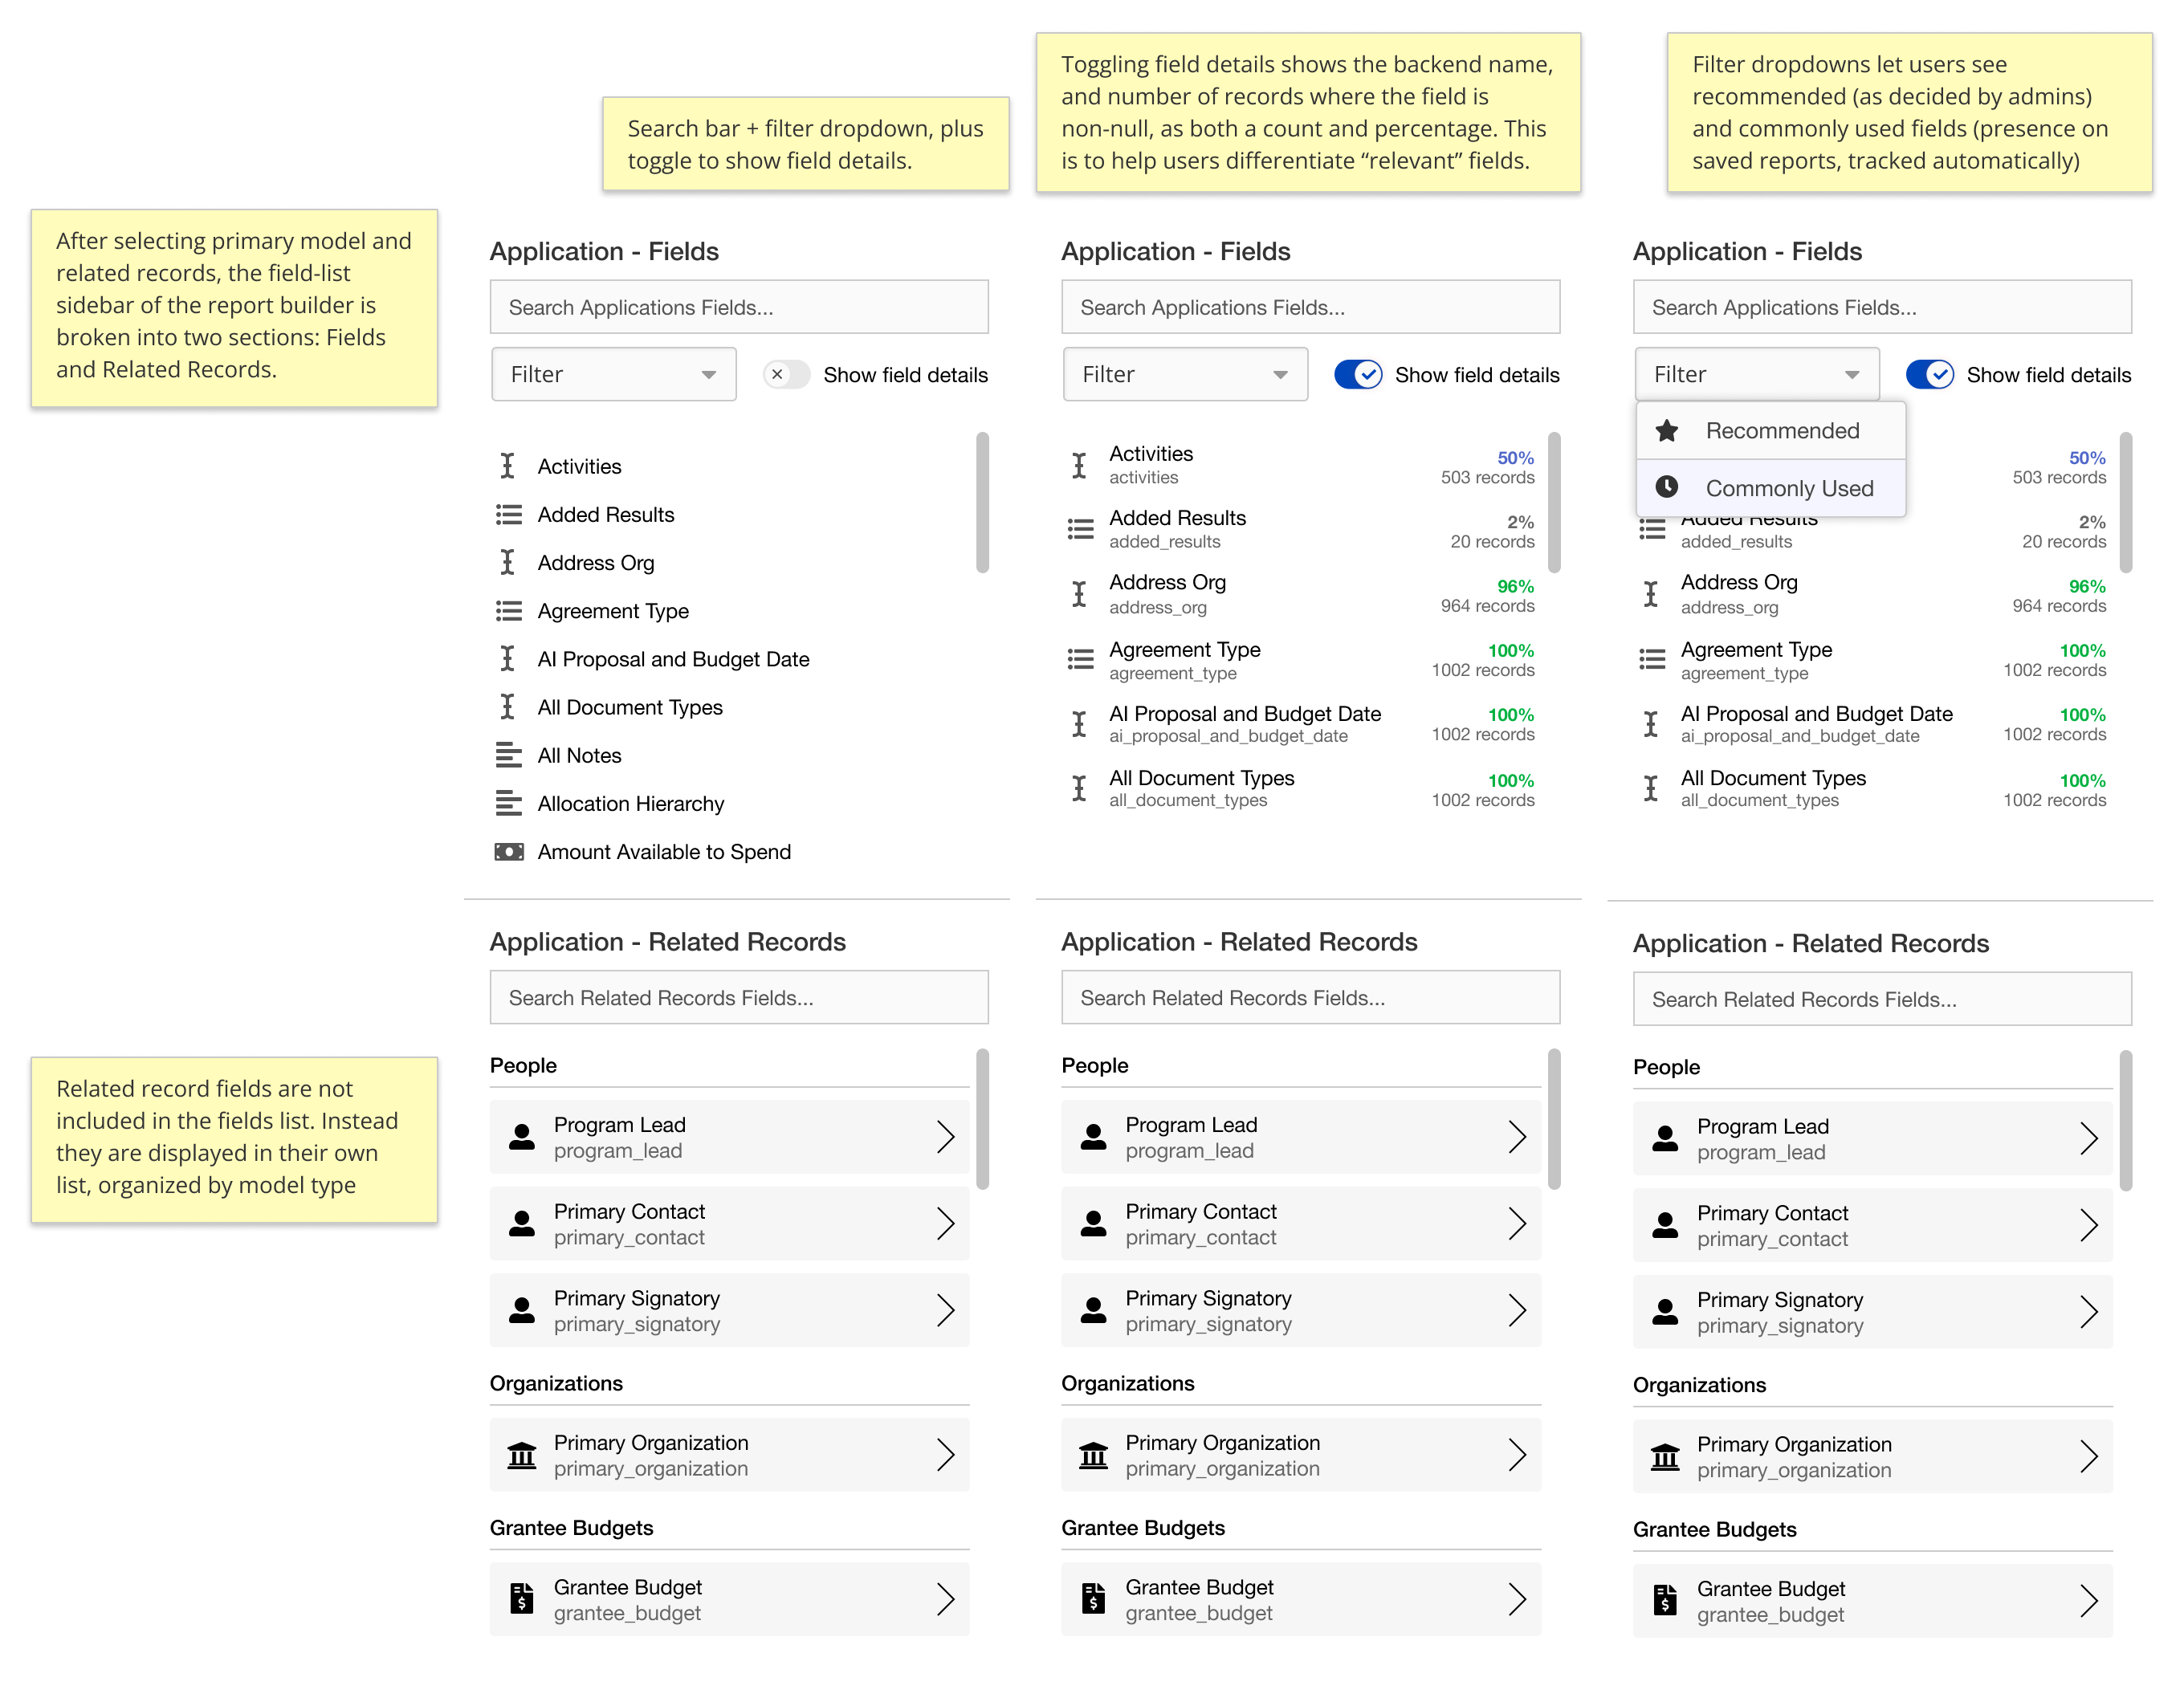 After selecting primary model and
related records, the field-list
sidebar of the report builder is
broken into two sections: Fields
and Related Records.
Related record fields are not
included in the fields list. Instead
they are displayed in their own
list, organized by model type
Search bar + filter dropdown, plus
toggle to show field details.
Application - Fields
Search Applications Fields...
Filter
Show field details
Activities
Added Results
Address Org
Agreement Type
AI Proposal and Budget Date
All Document Types
All Notes
Allocation Hierarchy
Amount Available to Spend
Application - Related Records
Search Related Records Fields...
People
Program Lead
program_lead
Primary Contact
primary_contact
Primary Signatory
primary_signatory
Organizations
Primary Organization
primary_organization
Grantee Budgets
Grantee Budget
grantee_budget
Toggling field details shows the backend name,
and number of records where the field is
non-null, as both a count and percentage. This
is to help users differentiate “relevant” fields.
Application - Fields
Search Applications Fields...
Filter
Show field details
Activities
50%
activities
503 records
Added Results
2%
added_results
20 records
Address Org
96%
address_org
964 records
Agreement Type
100%
agreement_type
1002 records
AI Proposal and Budget Date
100%
ai_proposal_and_budget_date
1002 records
All Document Types
100%
all_document_types
1002 records
Application - Related Records
Search Related Records Fields...
People
Program Lead
program_lead
Primary Contact
primary_contact
Primary Signatory
primary_signatory
Organizations
Primary Organization
primary_organization
Grantee Budgets
Grantee Budget
grantee_budget
Filter dropdowns let users see
recommended (as decided by admins)
and commonly used fields (presence on
saved reports, tracked automatically)
Application - Fields
Search Applications Fields...
Filter
Show field details
Recommended
Commonly Used
50%
503 records
Added Results
2%
added_results
20 records
Address Org
96%
address_org
964 records
Agreement Type
100%
agreement_type
1002 records
AI Proposal and Budget Date
100%
ai_proposal_and_budget_date
1002 records
All Document Types
100%
all_document_types
1002 records
Application - Related Records
Search Related Records Fields...
People
Program Lead
program_lead
Primary Contact
primary_contact
Primary Signatory
primary_signatory
Organizations
Primary Organization
primary_organization
Grantee Budgets
Grantee Budget
grantee_budget